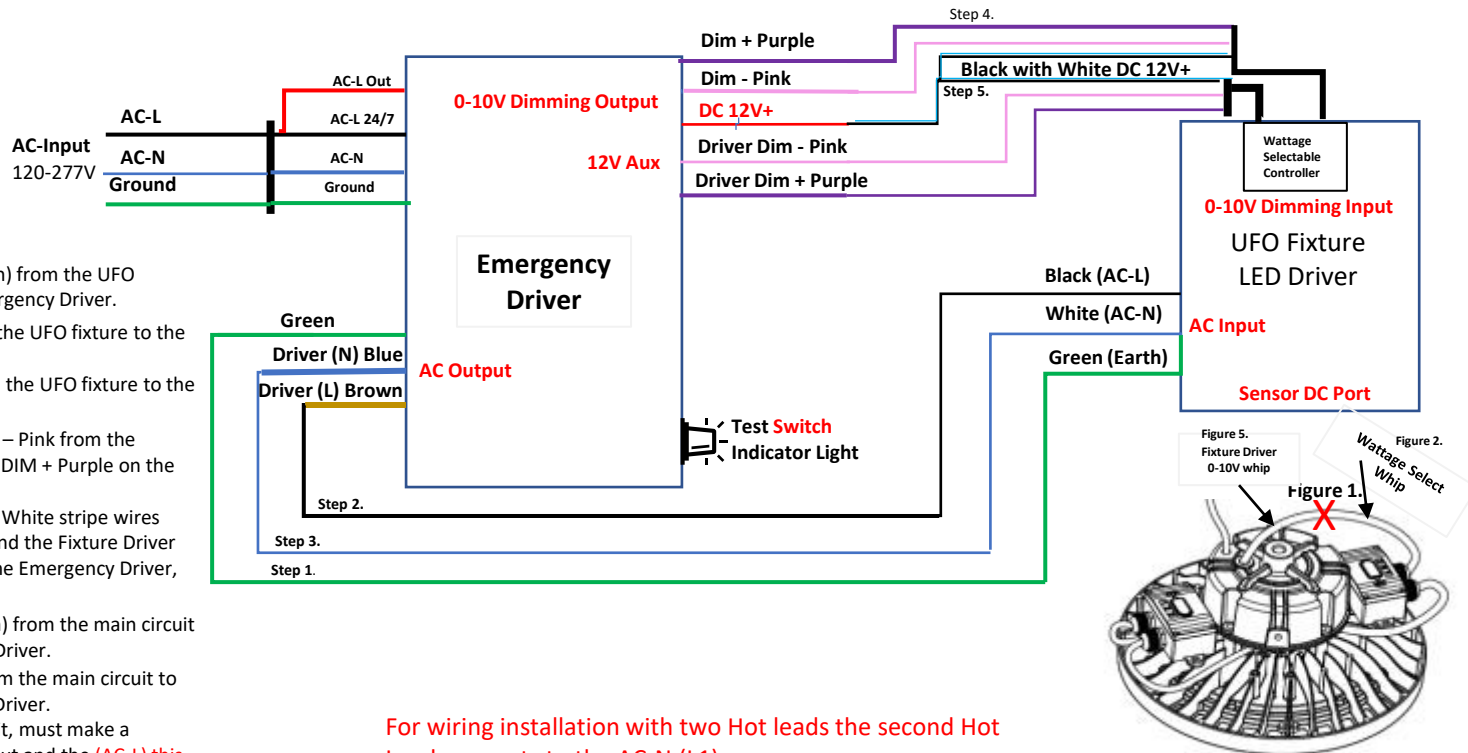 Step 4.
Dim + Purple
Dim - Pink
Black with White DC 12V+
Step 5.
DC 12V+
Driver Dim - Pink
Driver Dim + Purple
0-10V Dimming Output
12V Aux
AC-L Out
AC-L
AC-L 24/7
AC-Input
120-277V
AC-N
AC-N
Ground
Ground
Wattage
Selectable
Controller
0-10V Dimming Input
UFO Fixture
LED Driver
Emergency
Driver
Black (AC-L)
White (AC-N)
AC Input
Green (Earth)
Sensor DC Port
Green
Driver (N) Blue
AC Output
Driver (L) Brown
Test Switch
Indicator Light
Step 2.
Step 3.
Step 1.
Figure 5.
Fixture Driver
0-10V whip
Figure 2.
Wattage Select
Whip
Figure 1.
X
from the UFO
Driver.
the UFO fixture to the
the UFO fixture to the
– Pink from the
DIM + Purple on the
White stripe wires
the Fixture Driver
Emergency Driver,
from the main circuit
Driver.
the main circuit to
Driver.
must make a
and the (AC-L) this
For wiring installation with two Hot leads the second Hot